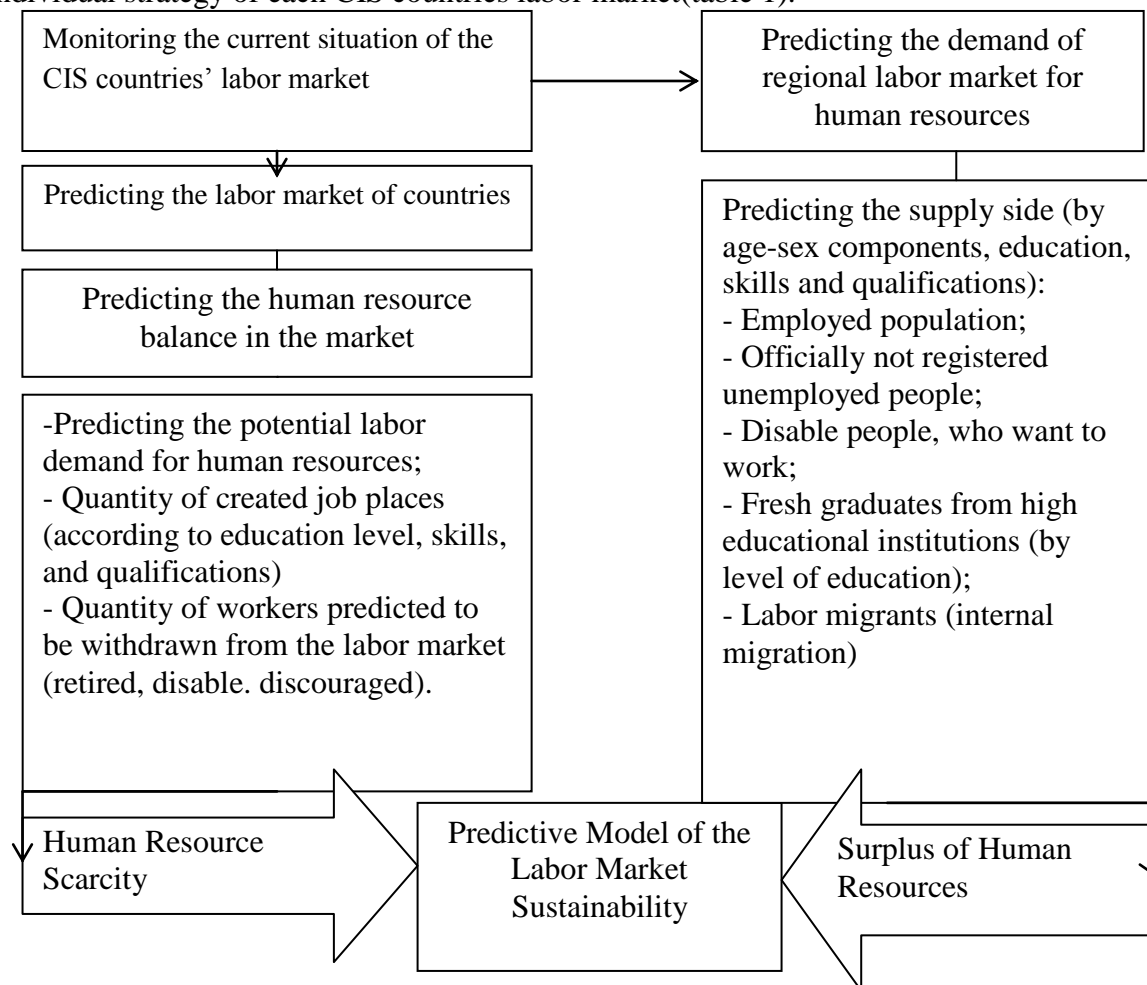 individual strategy of each CIS countries labor market(table 1).
Monitoring the current situation of the
CIS countries’ labor market
Predicting the demand of
regional labor market for
human resources
Predicting the labor market of countries
Predicting the human resource
balance in the market
-Predicting the potential labor
demand for human resources;
- Quantity of created job places
(according to education level, skills,
and qualifications)
- Quantity of workers predicted to
be withdrawn from the labor market
(retired, disable. discouraged).
Predicting the supply side (by
age-sex components, education,
skills and qualifications):
- Employed population;
- Officially not registered
unemployed people;
- Disable people, who want to
work;
- Fresh graduates from high
educational institutions (by
level of education);
- Labor migrants (internal
migration)
Human Resource
Scarcity
Predictive Model of the
Labor Market
Sustainability
Surplus of Human
Resources